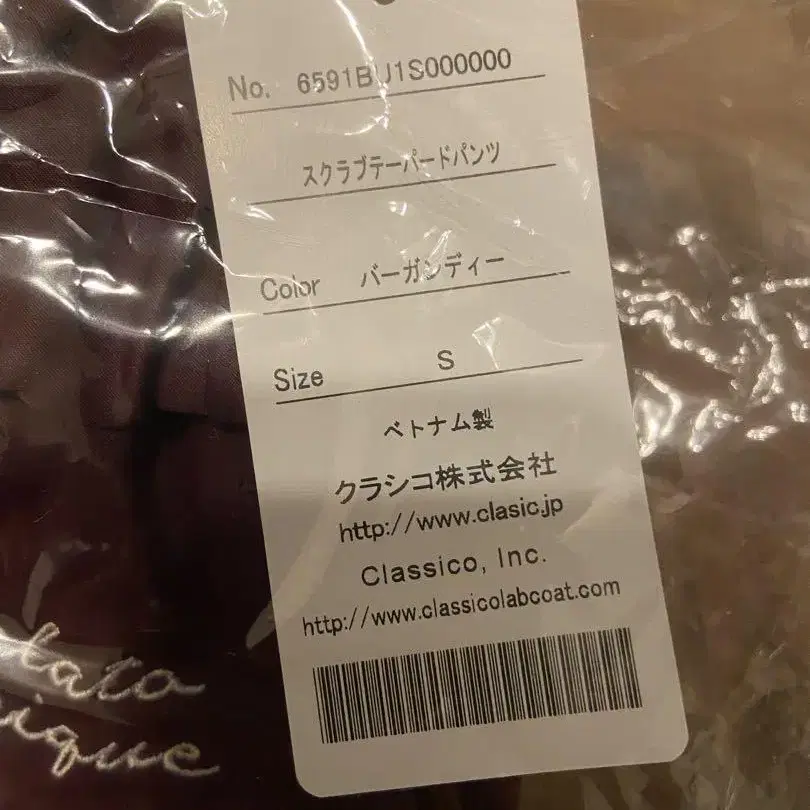 No. 6591BU1S000000
スクラブテーパードパンツ
Color バーガンディー
Size S
ベトナム製
クラシコ株式会社
http://www.clasic.jp
Classico, Inc.
http://www.classicolabcoat.com